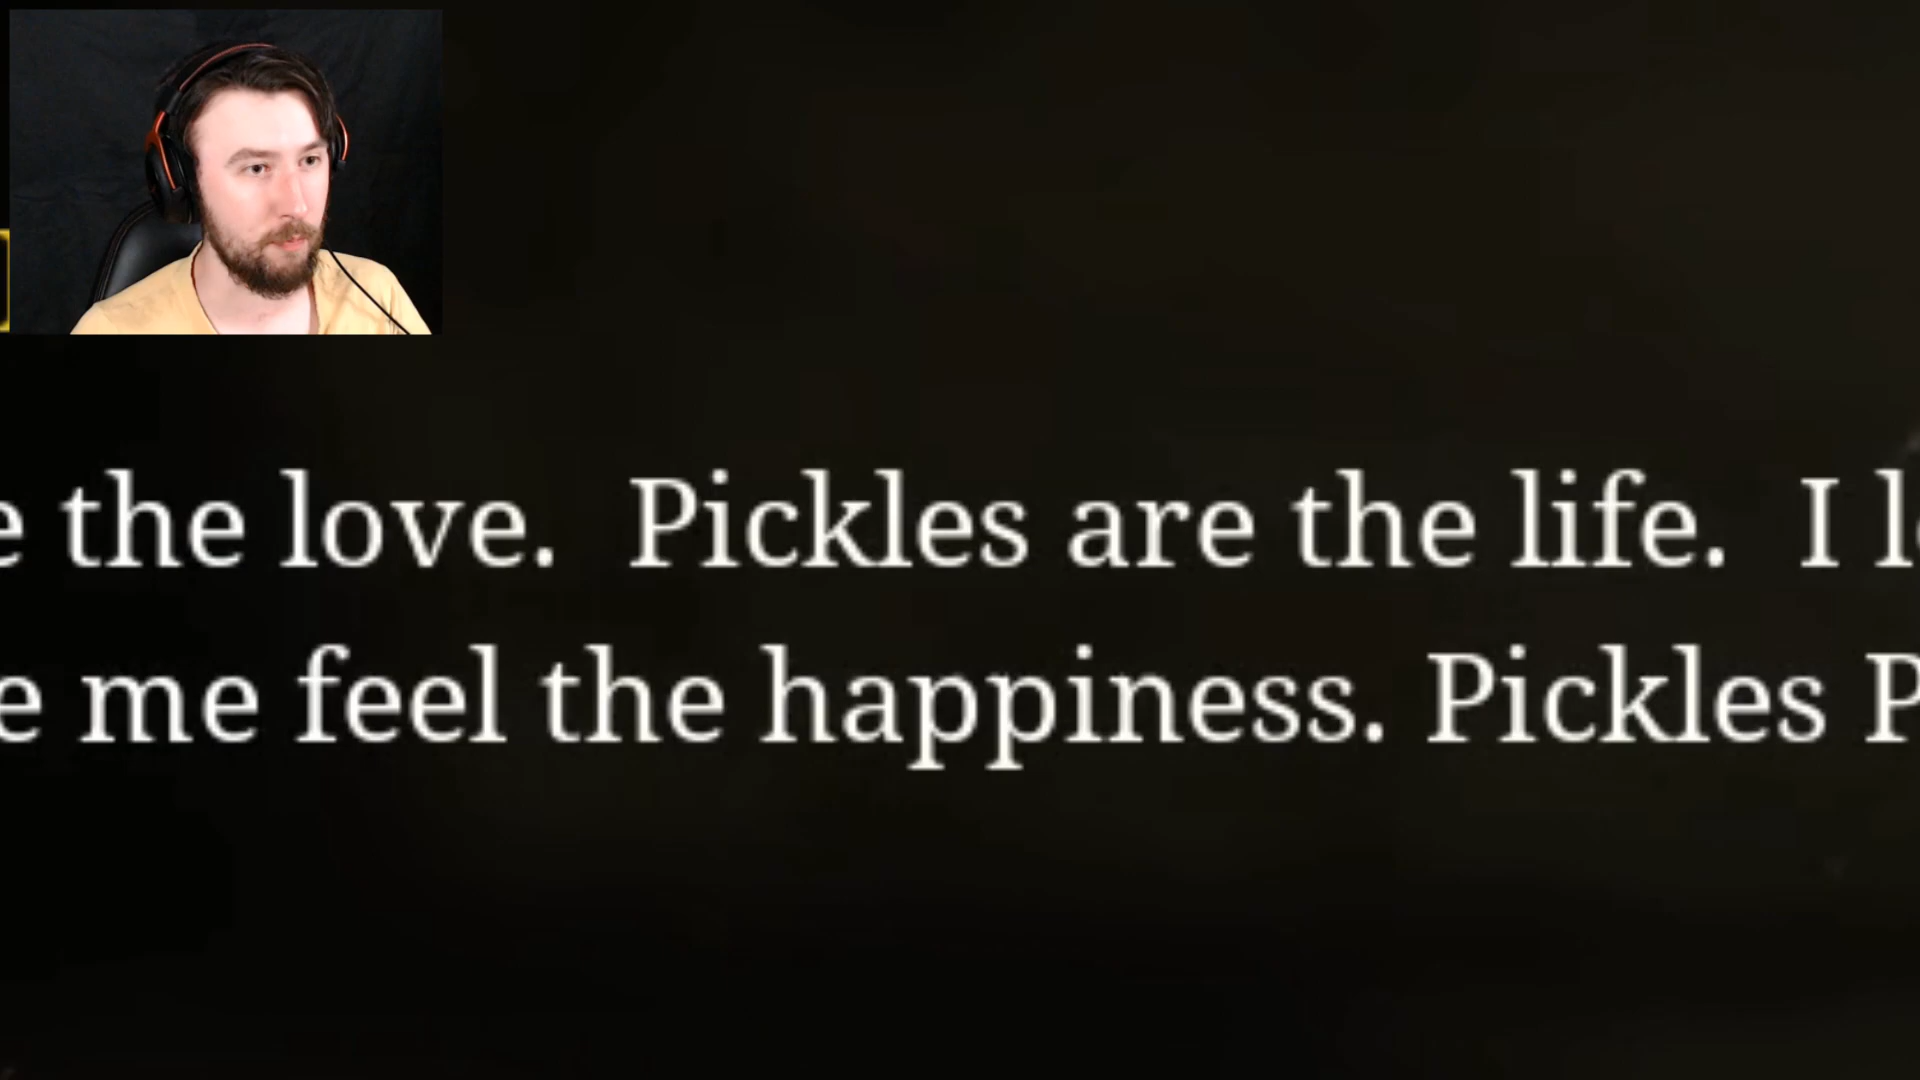 e the love.  Pickles are the life.  I l
e me feel the happiness. Pickles P